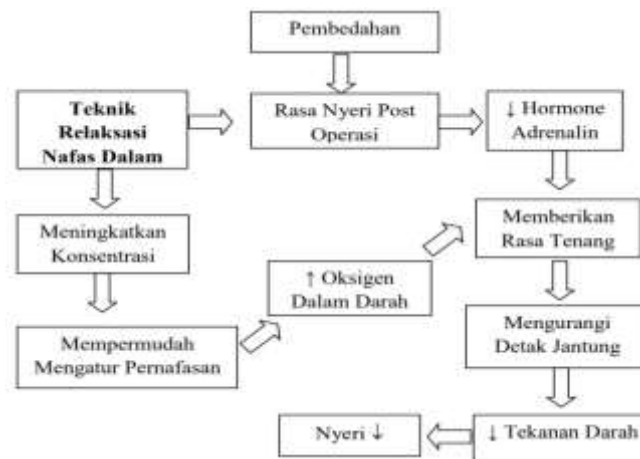 Pembedahan
Teknik
Relaksasi
Nafas Dalam
Rasa Nyeri Post
Operasi
↓ Hormone
Adrenalin
Meningkatkan
Konsentrasi
Memberikan
Rasa Tenang
↑ Oksigen
Dalam Darah
Mempermudah
Mengatur Pernafasan
Mengurangi
Detak Jantung
Nyeri ↓
↓ Tekanan Darah